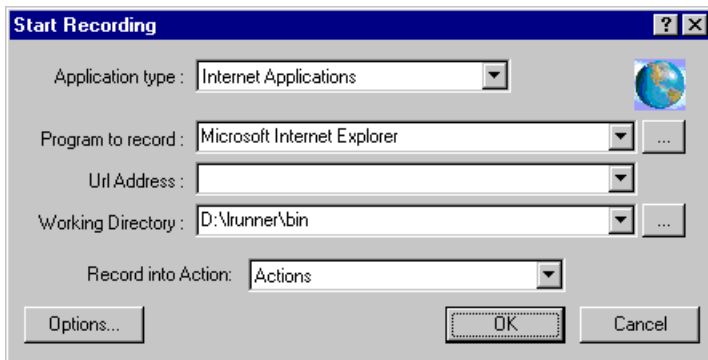 Start Recording
Application type : Internet Applications
Program to record : Microsoft Internet Explorer ...
Url Address :
Working Directory : D:\lrunner\bin ...
Record into Action: Actions
Options... OK Cancel